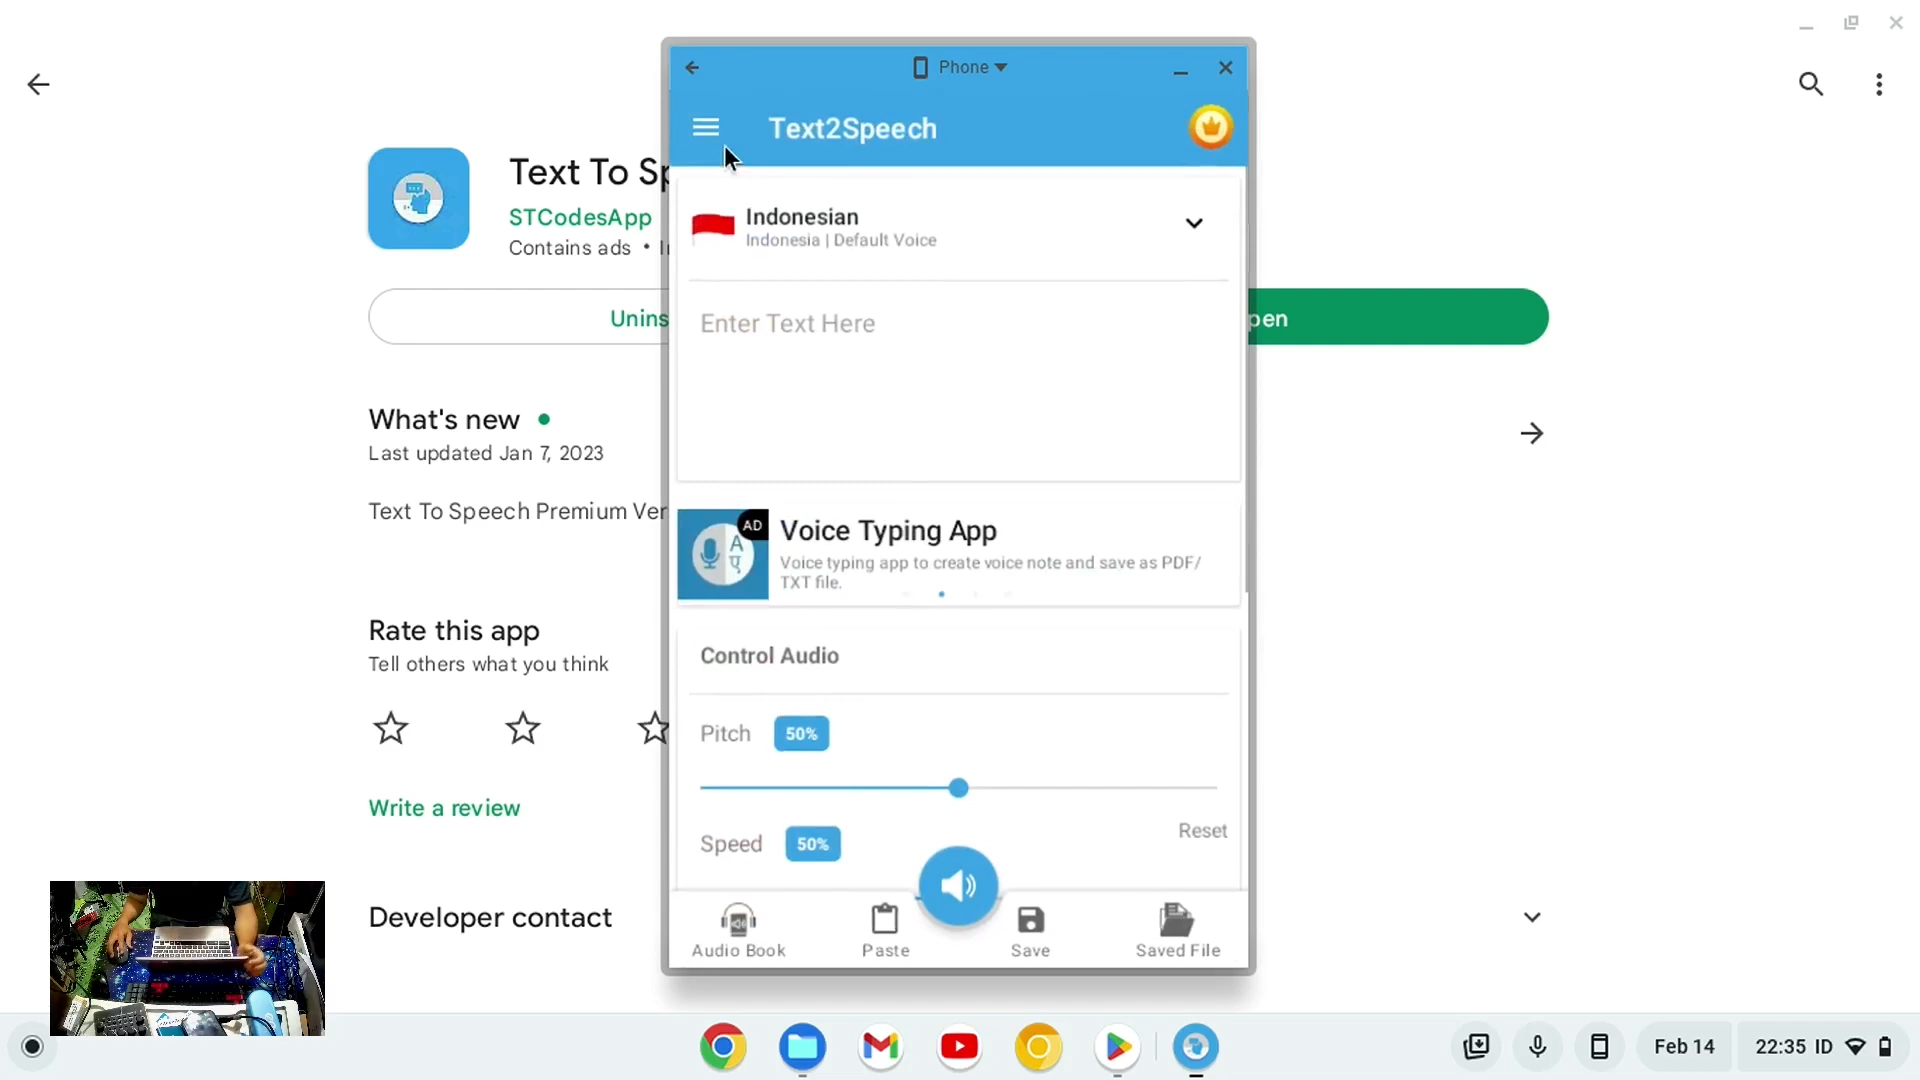 Phone
Text2Speech
Text To Sp
STCodesApp
Contains ads •
Indonesian
Indonesia | Default Voice
Enter Text Here
Unins
pen
What's new
Last updated Jan 7, 2023
Text To Speech Premium Ver
AD
Voice Typing App
Voice typing app to create voice note and save as PDF/
TXT file.
Rate this app
Tell others what you think
Control Audio
Pitch 50%
Write a review
Speed 50%
Reset
Developer contact
Audio Book
Paste
Save
Saved File
Feb 14
22:35 ID